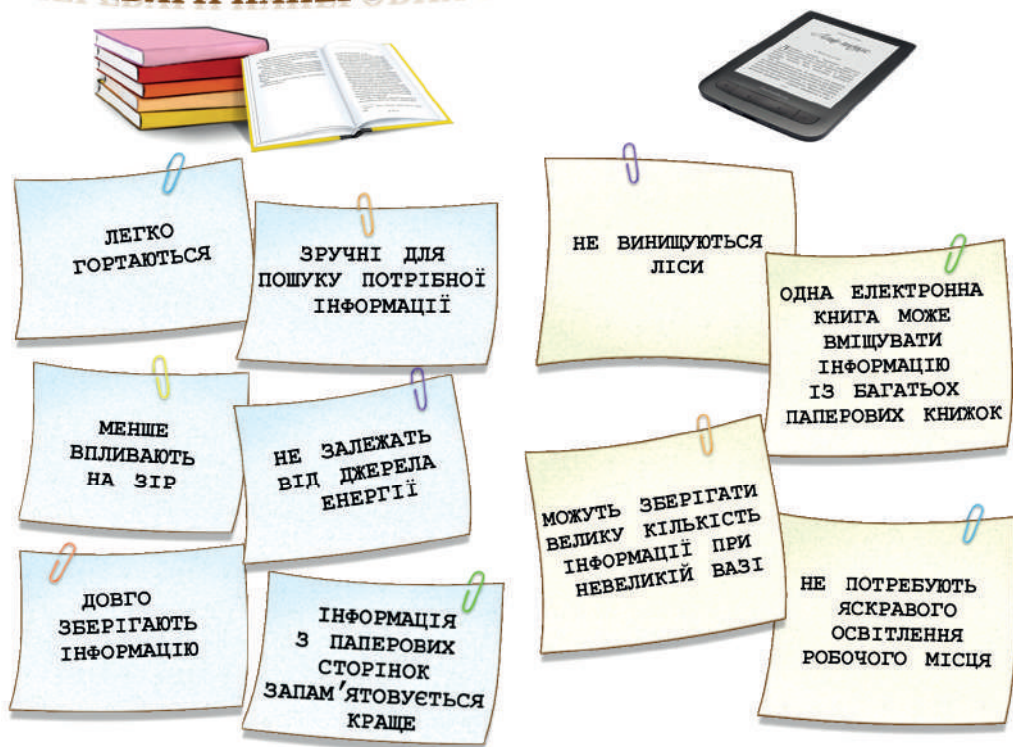 ЛЕГКО
ГОРТАЮТЬСЯ
ЗРУЧНІ ДЛЯ
ПОШУКУ ПОТРІБНОЇ
ІНФОРМАЦІЇ
МЕНШЕ
ВПЛИВАЮТЬ
НА ЗІР
НЕ ЗАЛЕЖАТЬ
ВІД ДЖЕРЕЛА
ЕНЕРГІЇ
ДОВГО
ЗБЕРІГАЮТЬ
ІНФОРМАЦІЮ
ІНФОРМАЦІЯ
З ПАПЕРОВИХ
СТОРІНОК
ЗАПАМ'ЯТОВУЄТЬСЯ
КРАЩЕ
НЕ ВИНИЩУЮТЬСЯ
ЛІСИ
ОДНА ЕЛЕКТРОННА
КНИГА МОЖЕ
ВМІЩУВАТИ
ІНФОРМАЦІЮ
ІЗ БАГАТЬОХ
ПАПЕРОВИХ КНИЖОК
МОЖУТЬ ЗБЕРІГАТИ
ВЕЛИКУ КІЛЬКІСТЬ
ІНФОРМАЦІЇ ПРИ
НЕВЕЛИКІЙ ВАЗІ
НЕ ПОТРЕБУЮТЬ
ЯСКРАВОГО
ОСВІТЛЕННЯ
РОБОЧОГО МІСЦЯ